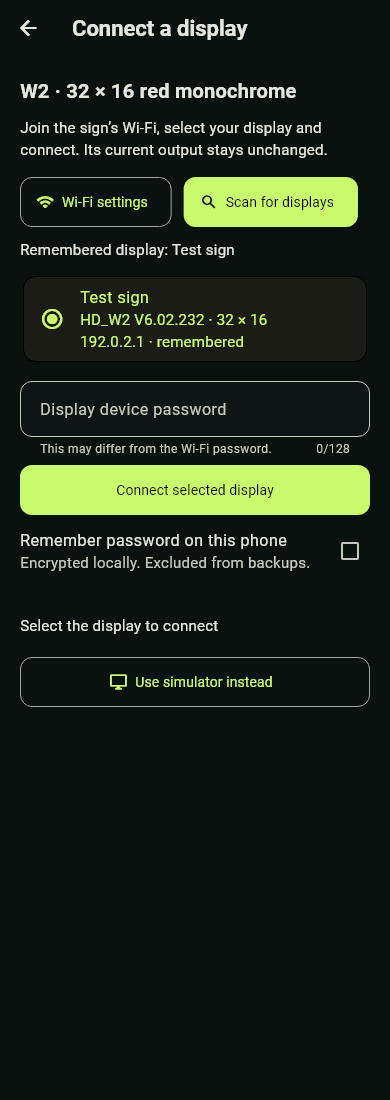 Connect a display
W2 · 32 × 16 red monochrome
Join the sign’s Wi-Fi, select your display and
connect. Its current output stays unchanged.
Wi-Fi settings
Scan for displays
Remembered display: Test sign
Test sign
HD_W2 V6.02.232 · 32 × 16
192.0.2.1 · remembered
Display device password
This may differ from the Wi-Fi password.
0/128
Connect selected display
Remember password on this phone
Encrypted locally. Excluded from backups.
Select the display to connect
Use simulator instead